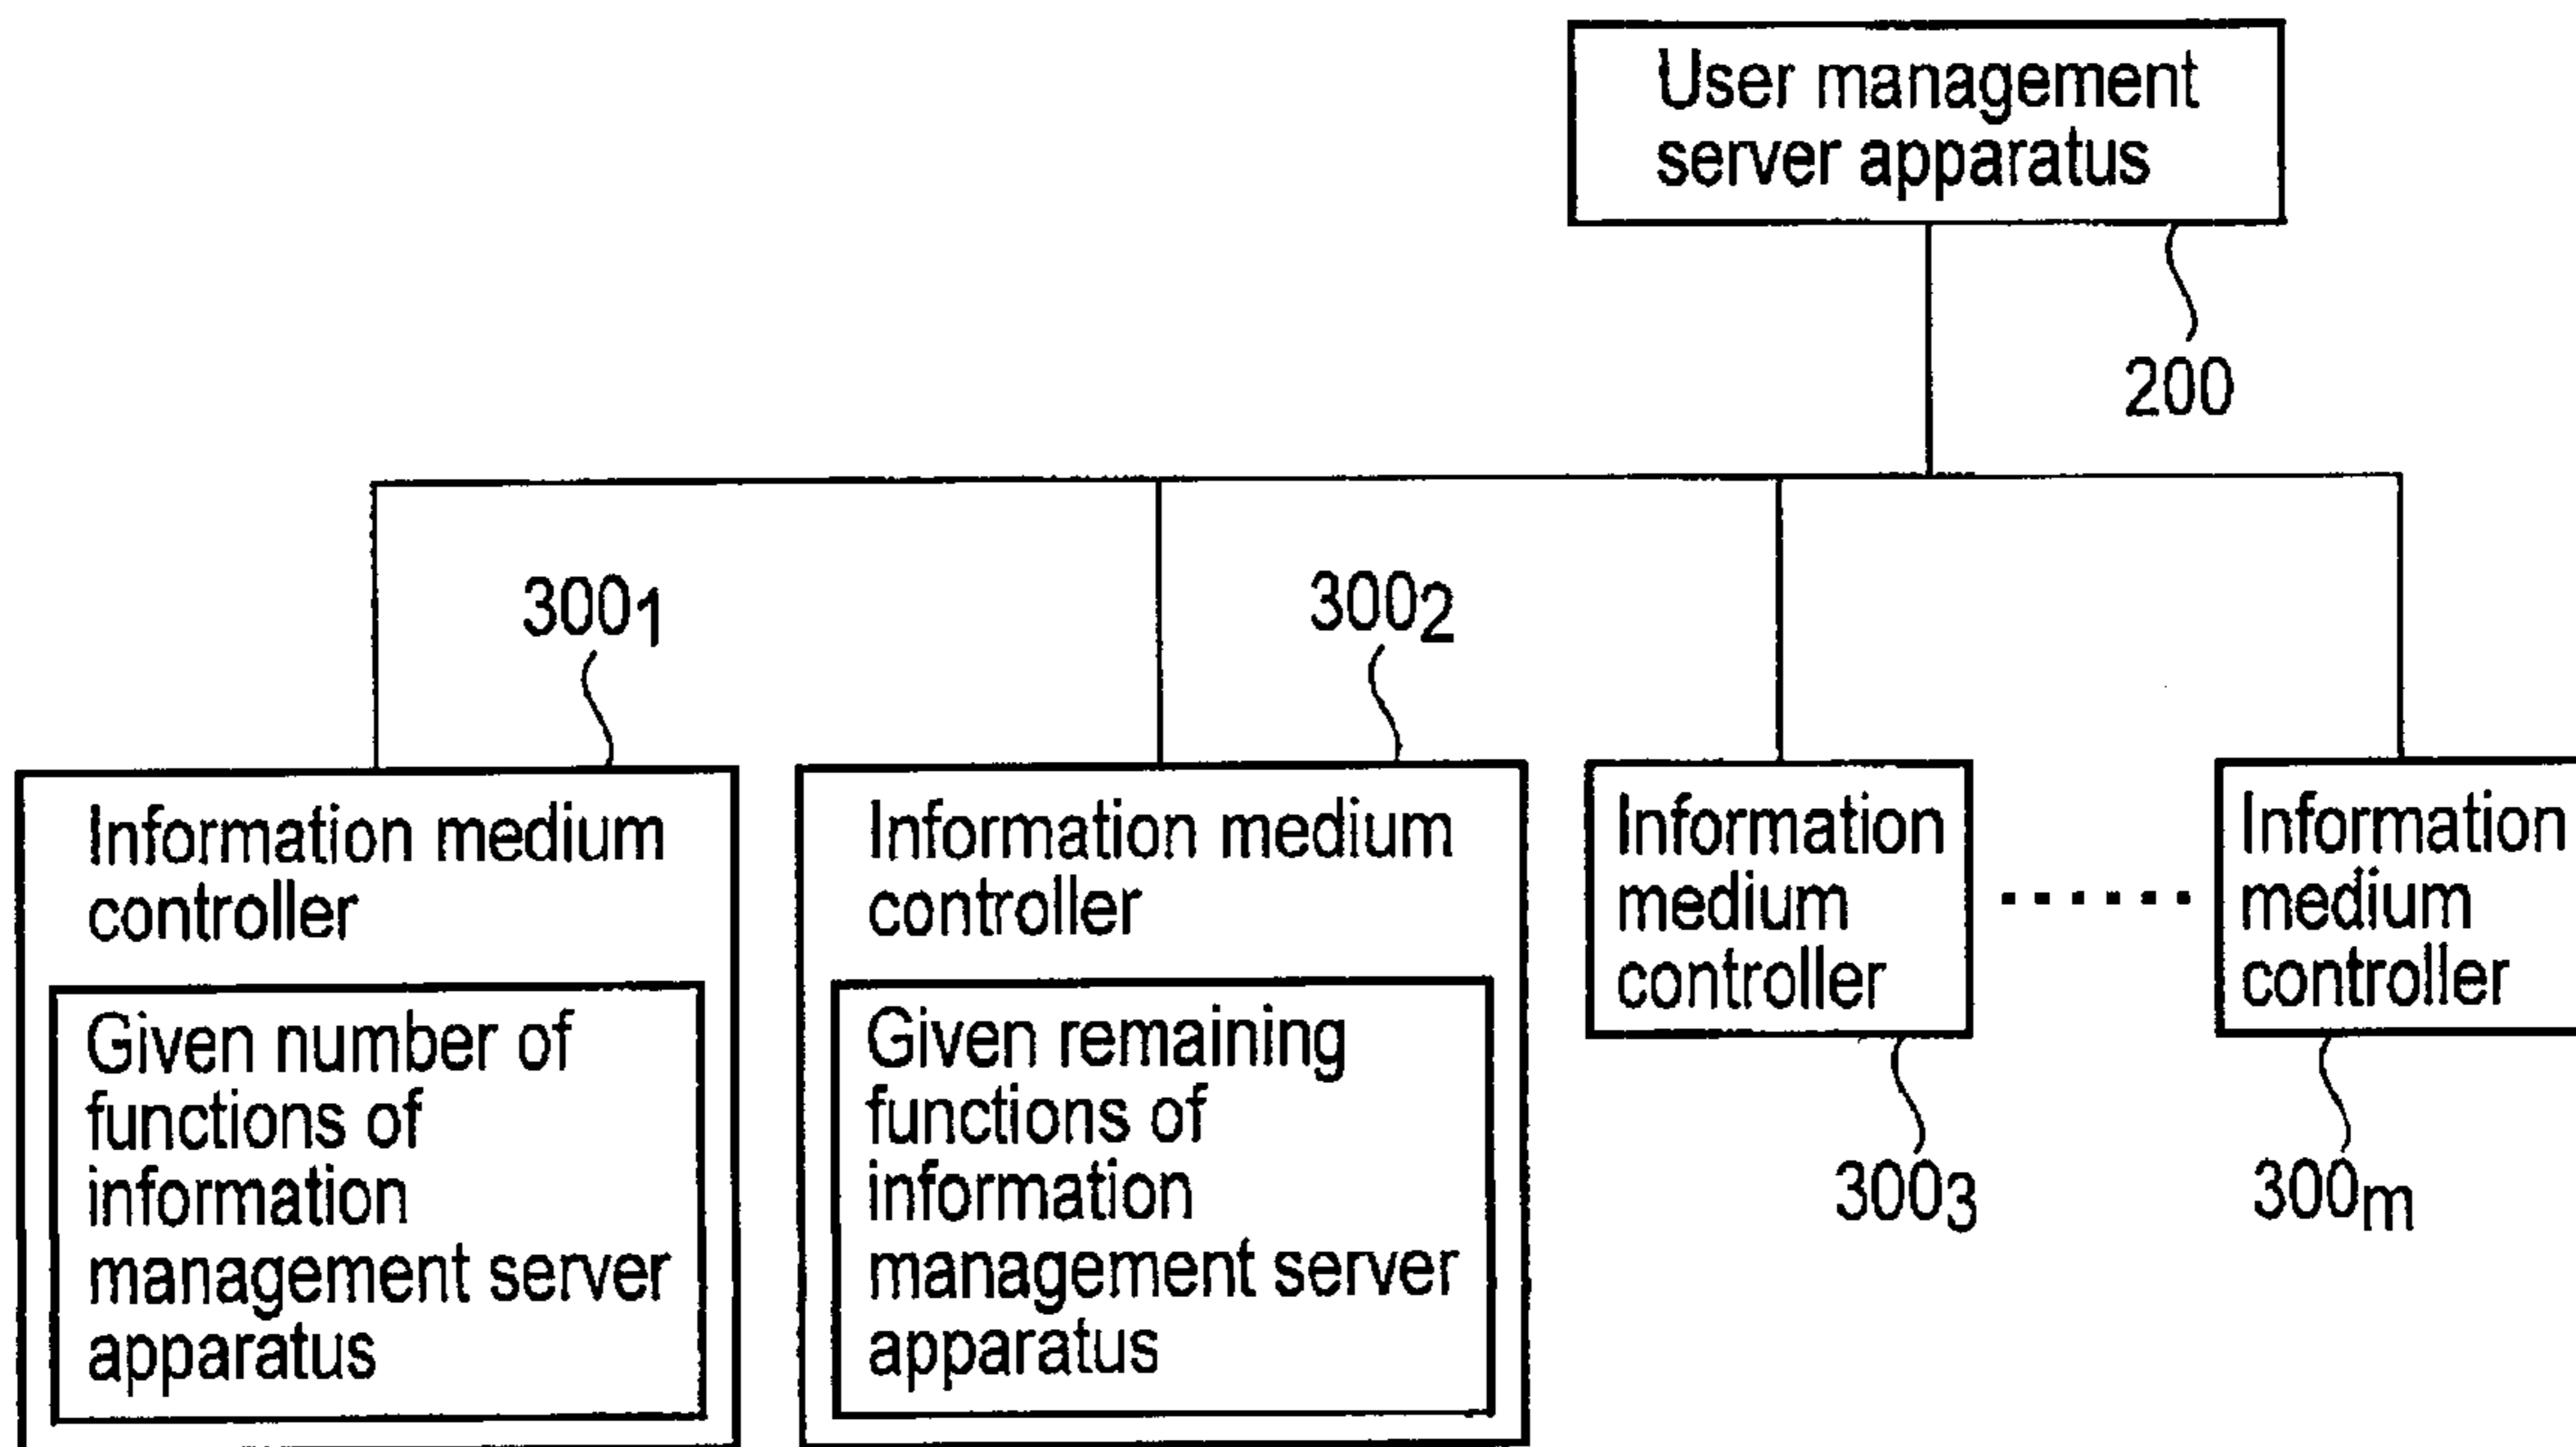 User management
server apparatus
200
300₁
300₂
Information medium
controller
Given number of
functions of
information
management server
apparatus
Information medium
controller
Given remaining
functions of
information
management server
apparatus
Information
medium
controller
300₃
Information
medium
controller
300ₘ